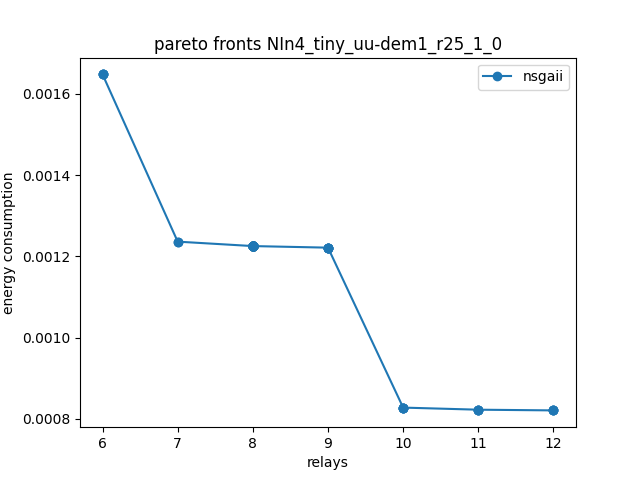 pareto fronts NIn4_tiny_uu-dem1_r25_1_0
nsgaii
0.0016
0.0014
0.0012
0.0010
0.0008
energy consumption
6 7 8 9 10 11 12
relays